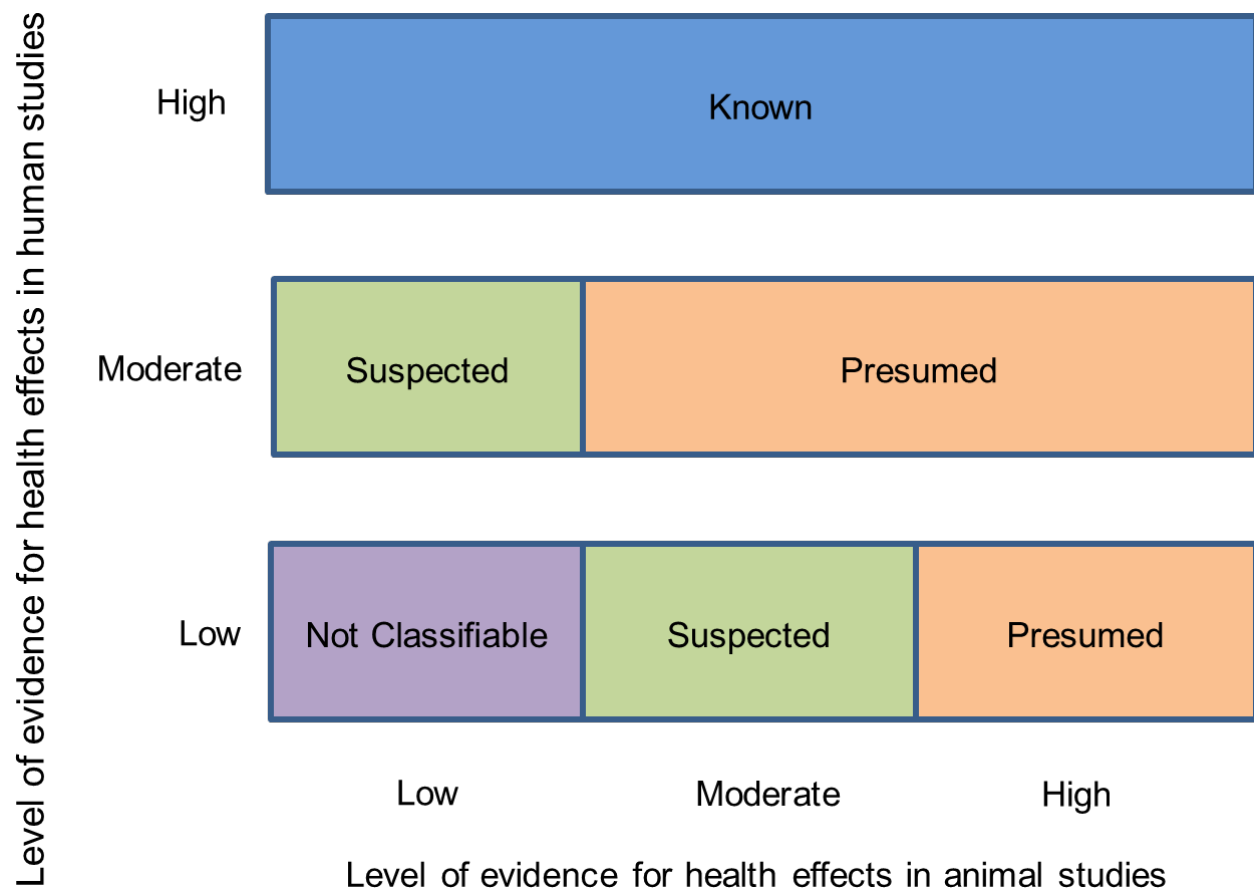 Level of evidence for health effects in human studies
High
Known
Moderate
Suspected
Presumed
Low
Not Classifiable
Suspected
Presumed
Low
Moderate
High
Level of evidence for health effects in animal studies